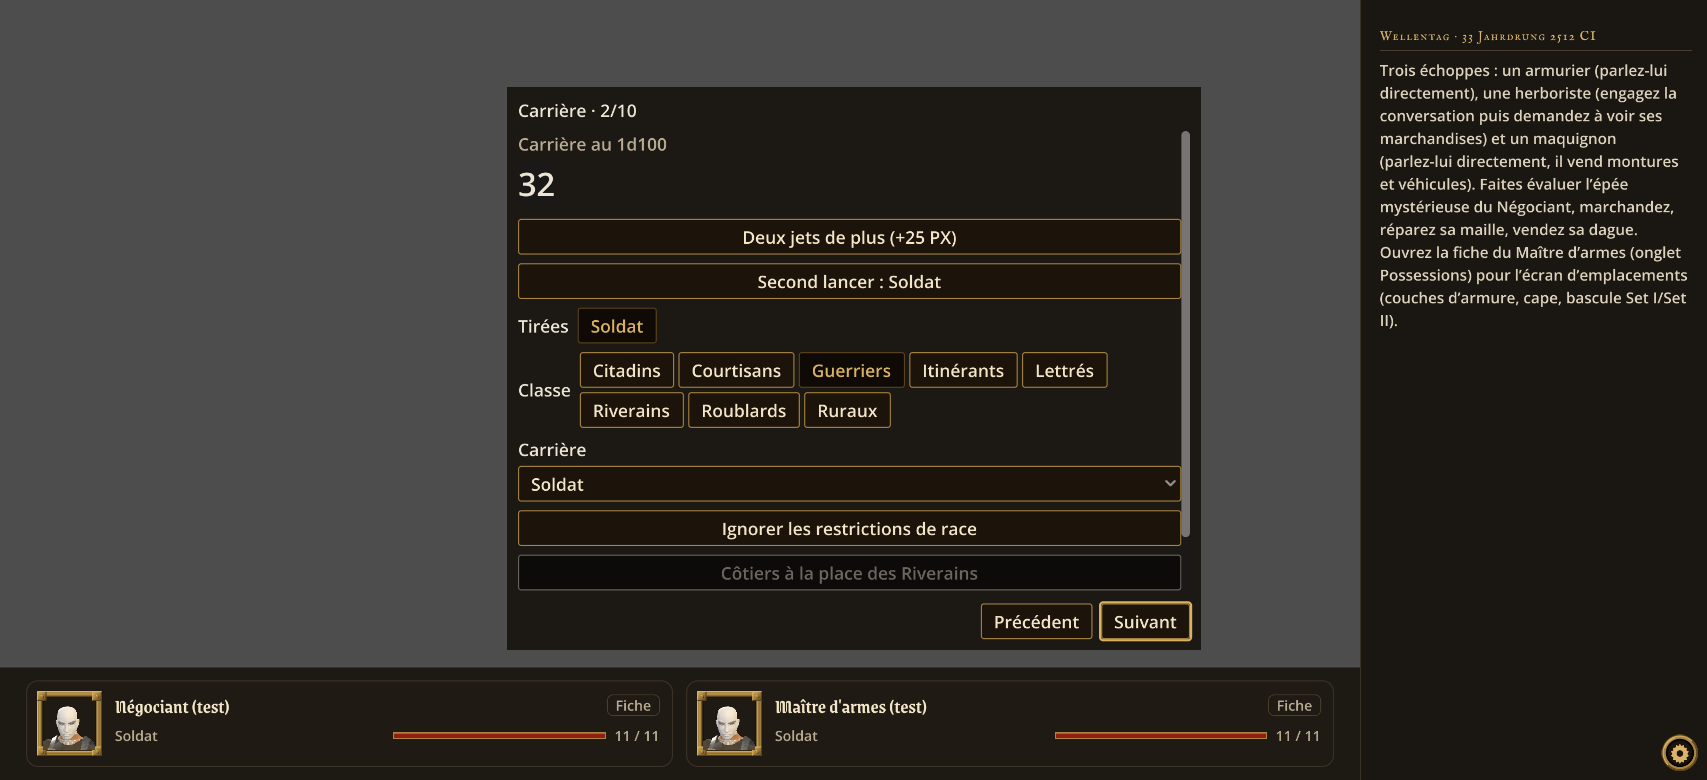 Carrière · 2/10
Carrière au 1d100
32
Deux jets de plus (+25 PX)
Second lancer : Soldat
Tirées Soldat
Classe
Citadins Courtisans Guerriers Itinérants Lettrés
Riverains Roublards Ruraux
Carrière
Soldat
Ignorer les restrictions de race
Côtiers à la place des Riverains
Précédent Suivant
Négociant (test) Fiche
Soldat 11 / 11
Maître d'armes (test) Fiche
Soldat 11 / 11
Wellentag · 33 Jahrdrung 2512 CI
Trois échoppes : un armurier (parlez-lui
directement), une herboriste (engagez la
conversation puis demandez à voir ses
marchandises) et un maquignon
(parlez-lui directement, il vend montures
et véhicules). Faites évaluer l’épée
mystérieuse du Négociant, marchandez,
réparez sa maille, vendez sa dague.
Ouvrez la fiche du Maître d’armes (onglet
Possessions) pour l’écran d’emplacements
(couches d’armure, cape, bascule Set I/Set
II).